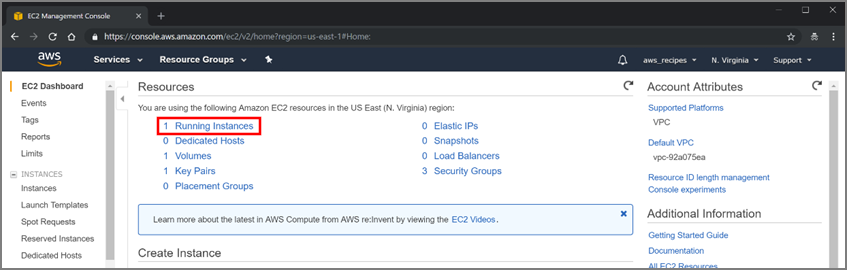 EC2 Management Console
https://console.aws.amazon.com/ec2/v2/home?region=us-east-1#Home:
aws Services Resource Groups aws_recipes N. Virginia Support
EC2 Dashboard
Events
Tags
Reports
Limits
INSTANCES
Instances
Launch Templates
Spot Requests
Reserved Instances
Dedicated Hosts
Resources
You are using the following Amazon EC2 resources in the US East (N. Virginia) region:
1 Running Instances
0 Dedicated Hosts
1 Volumes
1 Key Pairs
0 Placement Groups
0 Elastic IPs
0 Snapshots
0 Load Balancers
3 Security Groups
Learn more about the latest in AWS Compute from AWS re:Invent by viewing the EC2 Videos.
Create Instance
Account Attributes
Supported Platforms
VPC
Default VPC
vpc-92a075ea
Resource ID length management
Console experiments
Additional Information
Getting Started Guide
Documentation
All EC2 Resources